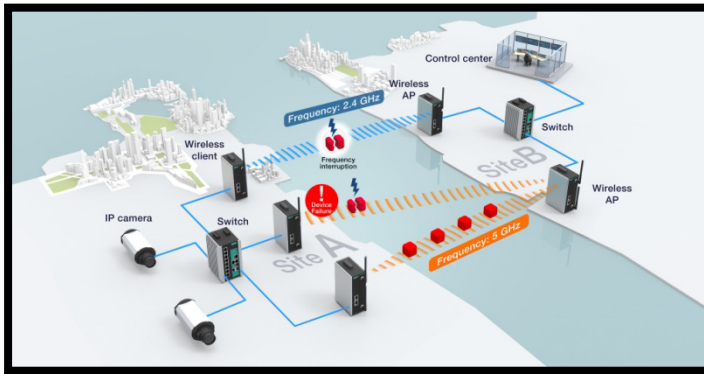 Control center
Wireless
AP
Frequency: 2.4 GHz
Switch
Frequency
interruption
Wireless
client
Site B
Wireless
AP
!
Device
Failure
IP camera
Switch
Site A
Frequency: 5 GHz